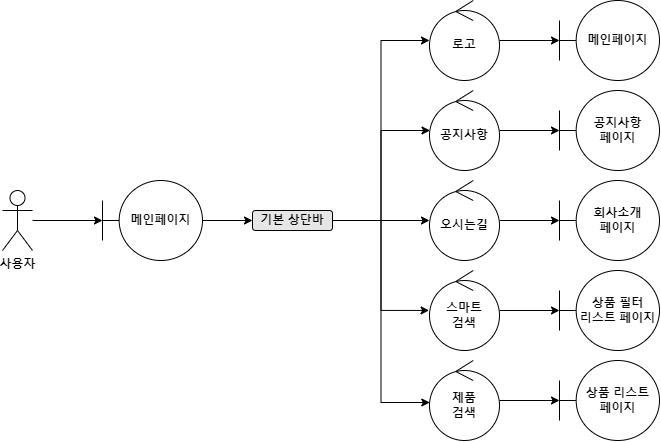 로고
메인페이지
공지사항
공지사항
페이지
사용자
메인페이지
기본 상단바
오시는길
회사소개
페이지
스마트
검색
상품 필터
리스트 페이지
제품
검색
상품 리스트
페이지